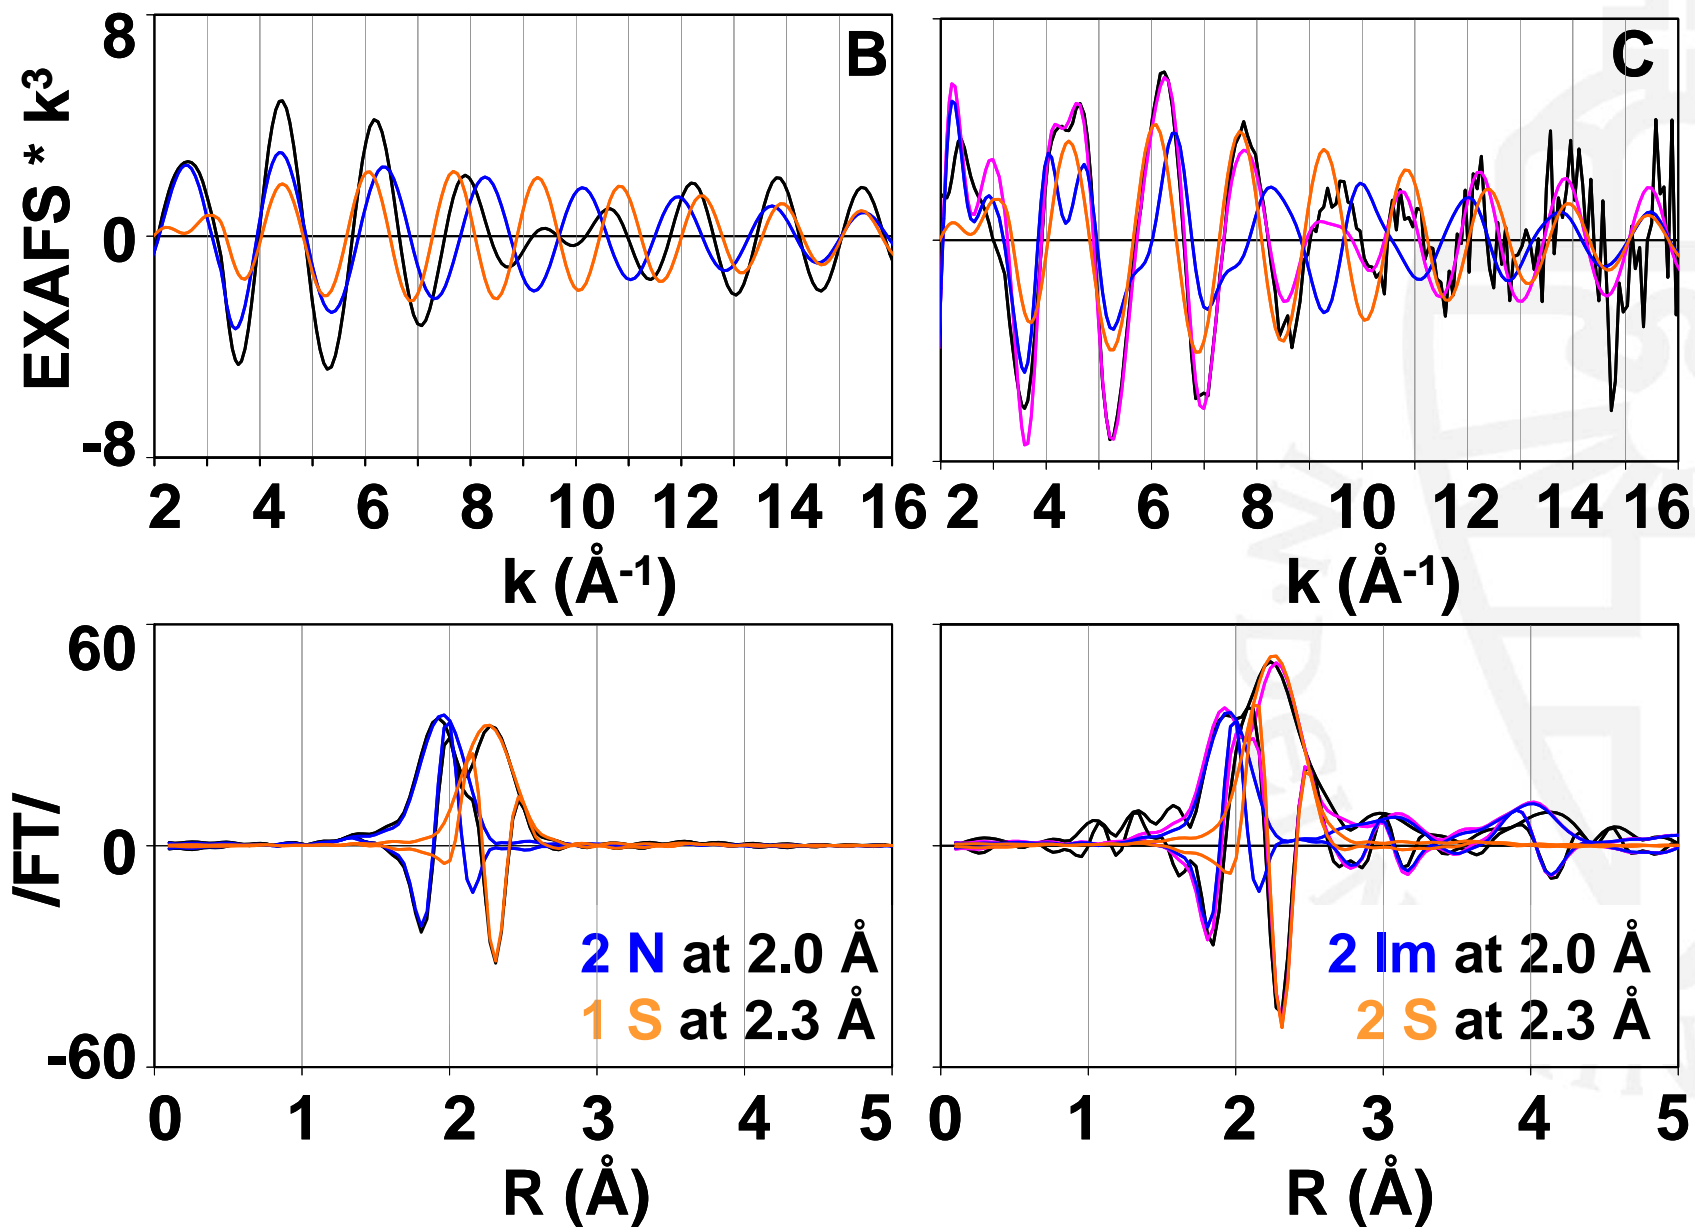 8
0
-8
EXAFS * k³
B
2 4 6 8 10 12 14 16
k (Å⁻¹)
C
2 4 6 8 10 12 14 16
k (Å⁻¹)
60
0
-60
/FT/
2 N at 2.0 Å
1 S at 2.3 Å
0 1 2 3 4 5
R (Å)
2 Im at 2.0 Å
2 S at 2.3 Å
0 1 2 3 4 5
R (Å)